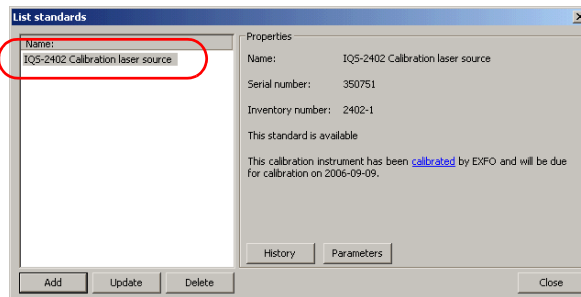 List standards
Name:
IQS-2402 Calibration laser source
Properties
Name: IQS-2402 Calibration laser source
Serial number: 350751
Inventory number: 2402-1
This standard is available
This calibration instrument has been calibrated by EXFO and will be due
for calibration on 2006-09-09.
History Parameters
Add Update Delete Close